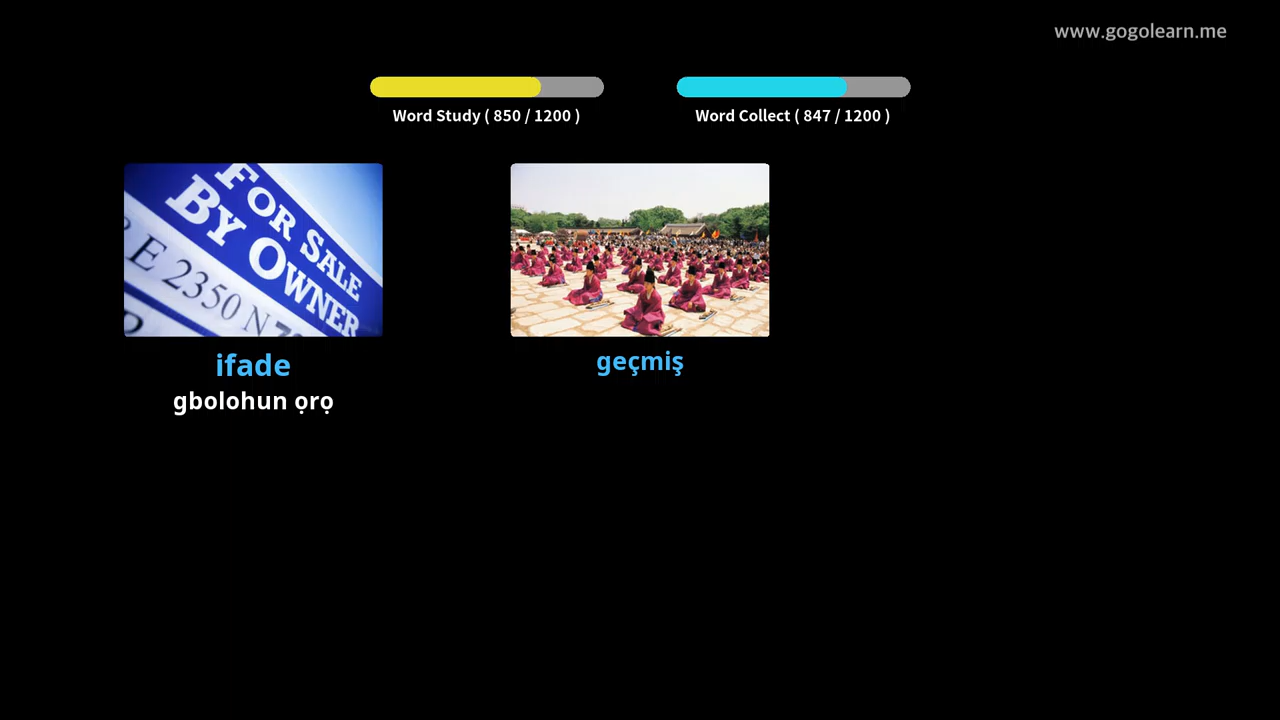 www.gogolearn.me
Word Study ( 850 / 1200 )
Word Collect ( 847 / 1200 )
FOR SALE
BY OWNER
E 2350 N
ifade
gbolohun ọrọ
geçmiş